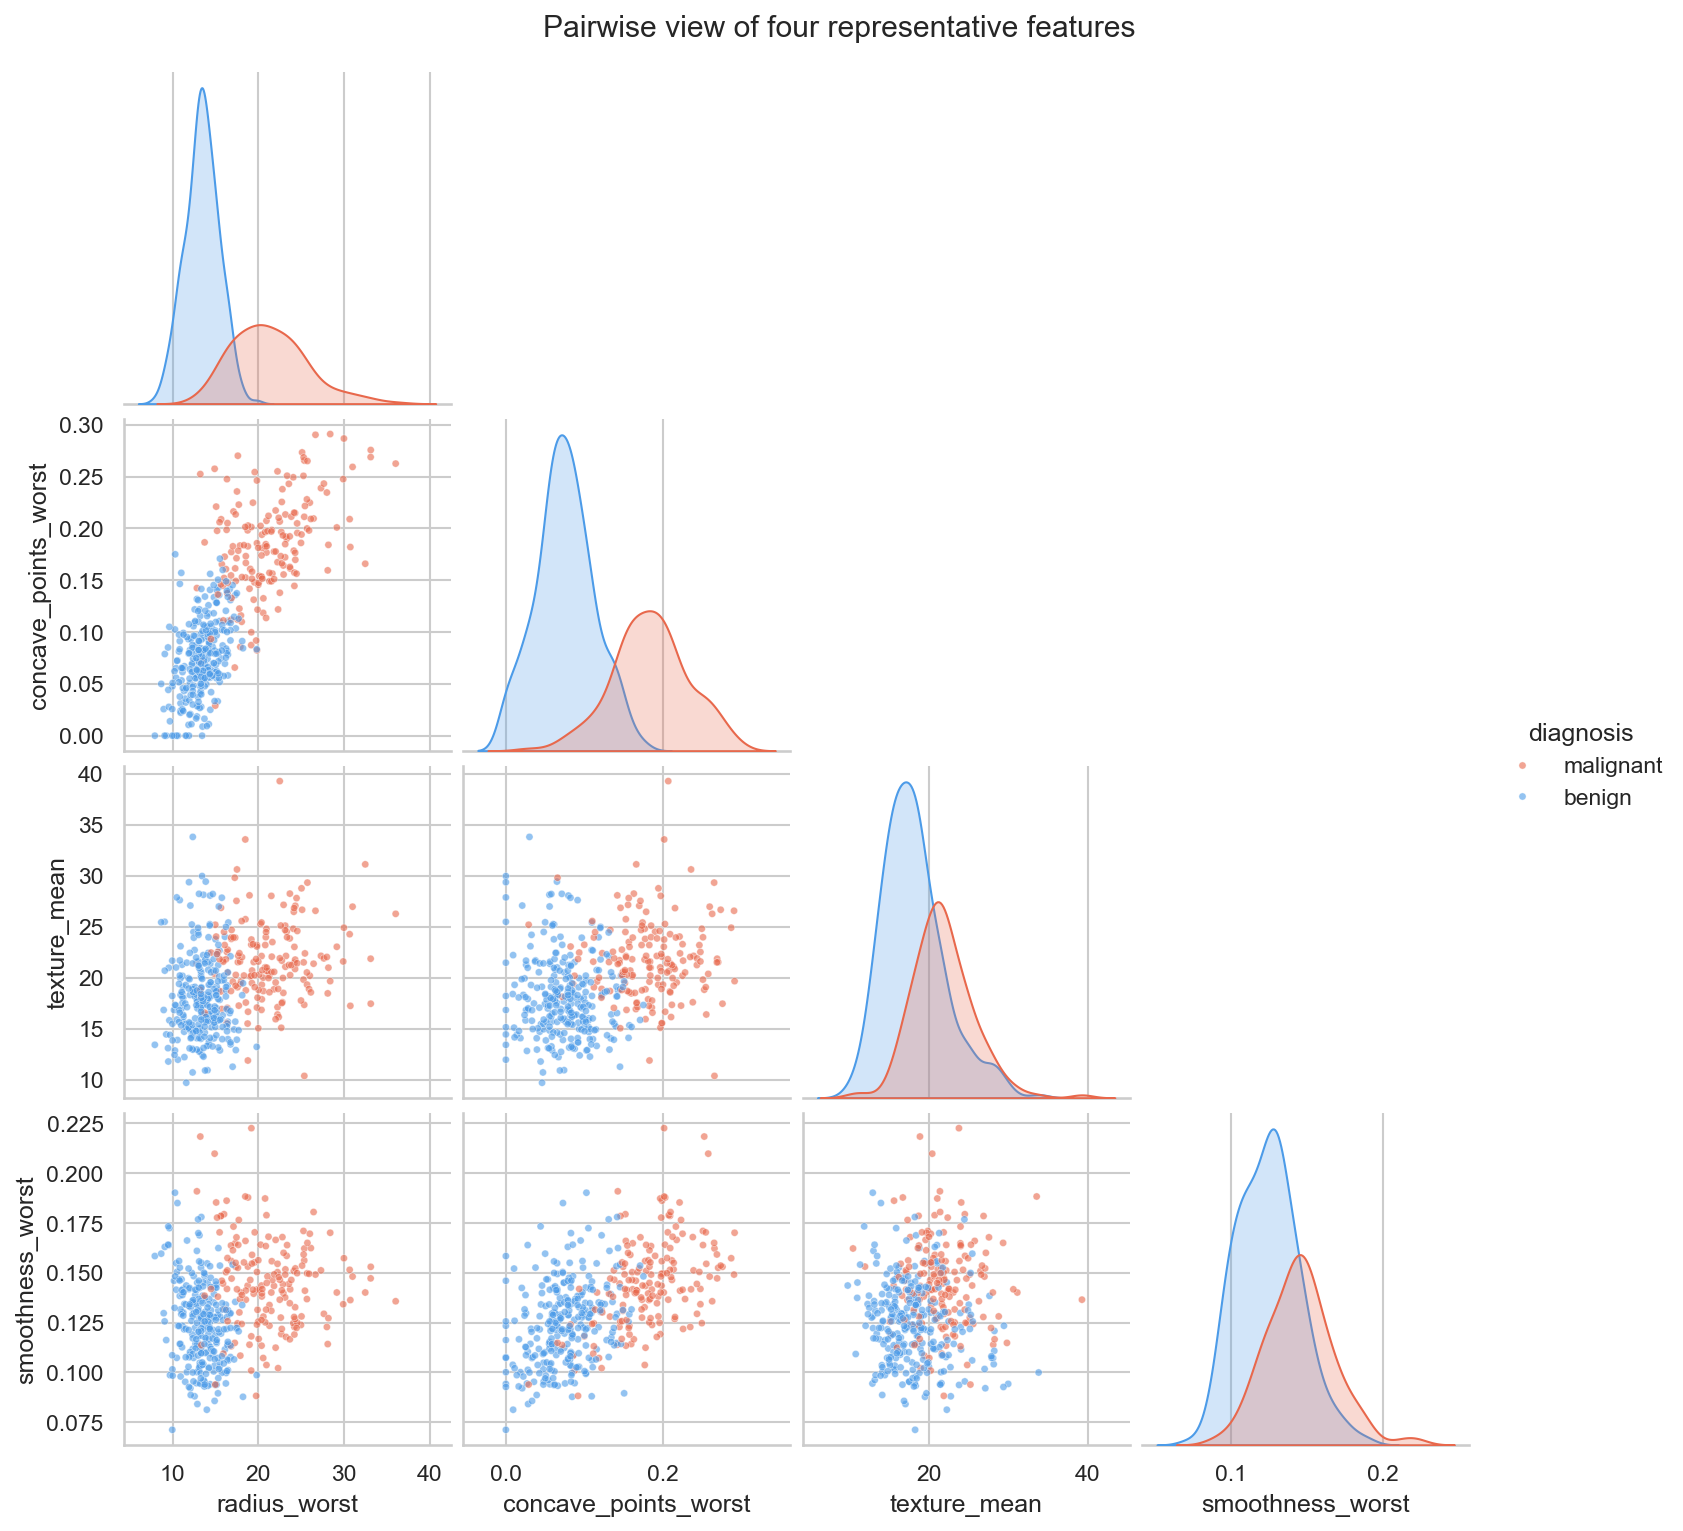 Pairwise view of four representative features
concave_points_worst
0.30
0.25
0.20
0.15
0.10
0.05
0.00
diagnosis
malignant
benign
texture_mean
40
35
30
25
20
15
10
smoothness_worst
0.225
0.200
0.175
0.150
0.125
0.100
0.075
10 20 30 40
0.0 0.2
20 40
0.1 0.2
radius_worst
concave_points_worst
texture_mean
smoothness_worst